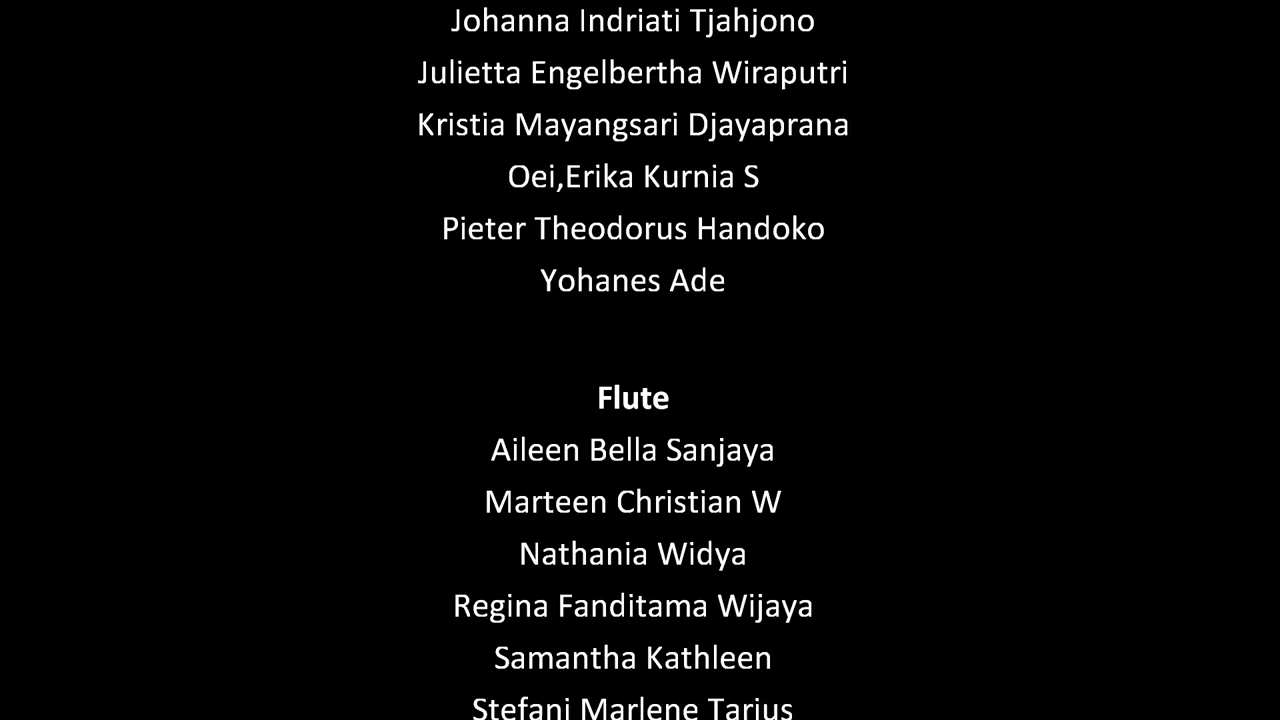 Johanna Indriati Tjahjono
Julietta Engelbertha Wiraputri
Kristia Mayangsari Djayaprana
Oei,Erika Kurnia S
Pieter Theodorus Handoko
Yohanes Ade
Flute
Aileen Bella Sanjaya
Marteen Christian W
Nathania Widya
Regina Fanditama Wijaya
Samantha Kathleen
Stefani Marlene Tarius